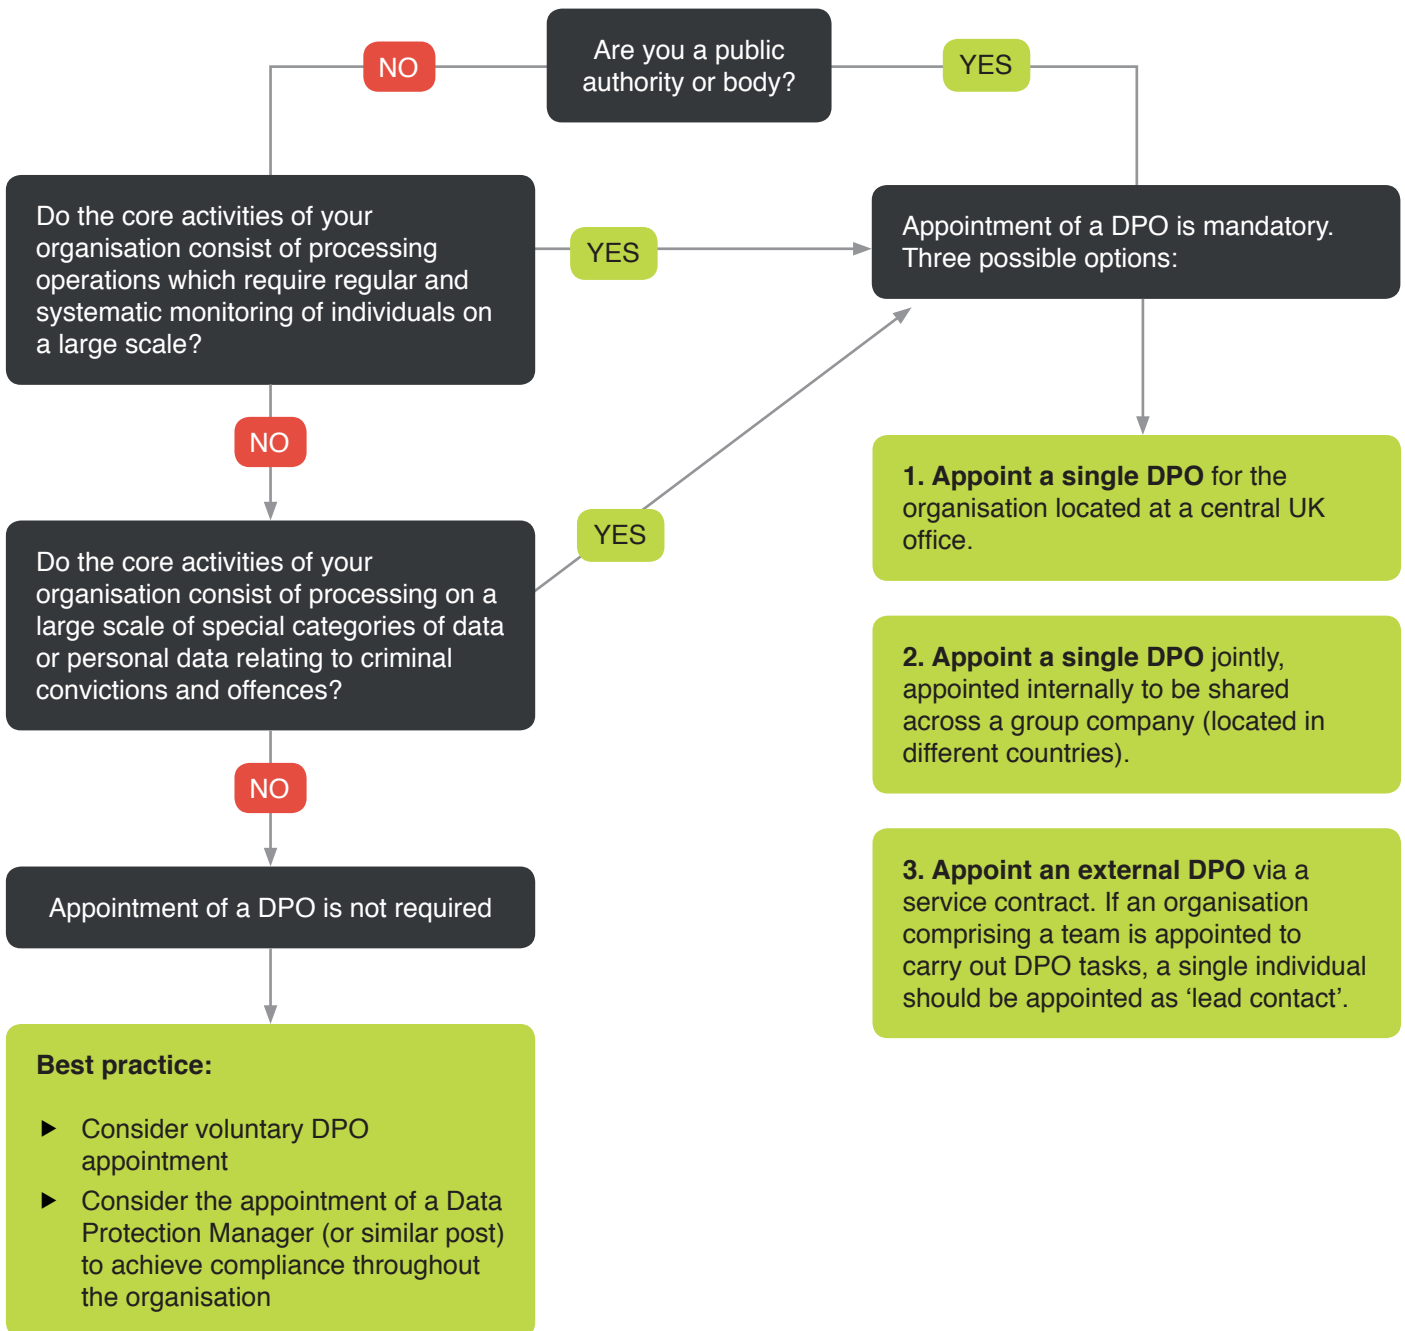 Are you a public
authority or body?
NO
YES
Do the core activities of your
organisation consist of processing
operations which require regular and
systematic monitoring of individuals on
a large scale?
YES
Appointment of a DPO is mandatory.
Three possible options:
NO
1. Appoint a single DPO for the
organisation located at a central UK
office.
YES
Do the core activities of your
organisation consist of processing on a
large scale of special categories of data
or personal data relating to criminal
convictions and offences?
2. Appoint a single DPO jointly,
appointed internally to be shared
across a group company (located in
different countries).
NO
Appointment of a DPO is not required
3. Appoint an external DPO via a
service contract. If an organisation
comprising a team is appointed to
carry out DPO tasks, a single individual
should be appointed as ‘lead contact’.
Best practice:
► Consider voluntary DPO
appointment
► Consider the appointment of a Data
Protection Manager (or similar post)
to achieve compliance throughout
the organisation